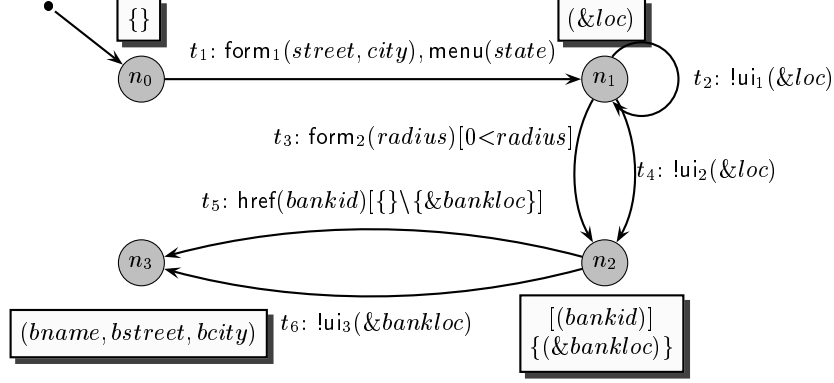 {}
(&loc)
t₁: form₁(street, city), menu(state)
n₀
n₁
t₂: !ui₁(&loc)
t₃: form₂(radius)[0<radius]
t₄: !ui₂(&loc)
t₅: href(bankid)[{}\{&bankloc}]
n₃
n₂
(bname, bstreet, bcity)
t₆: !ui₃(&bankloc)
[(bankid)]
{(&bankloc)}